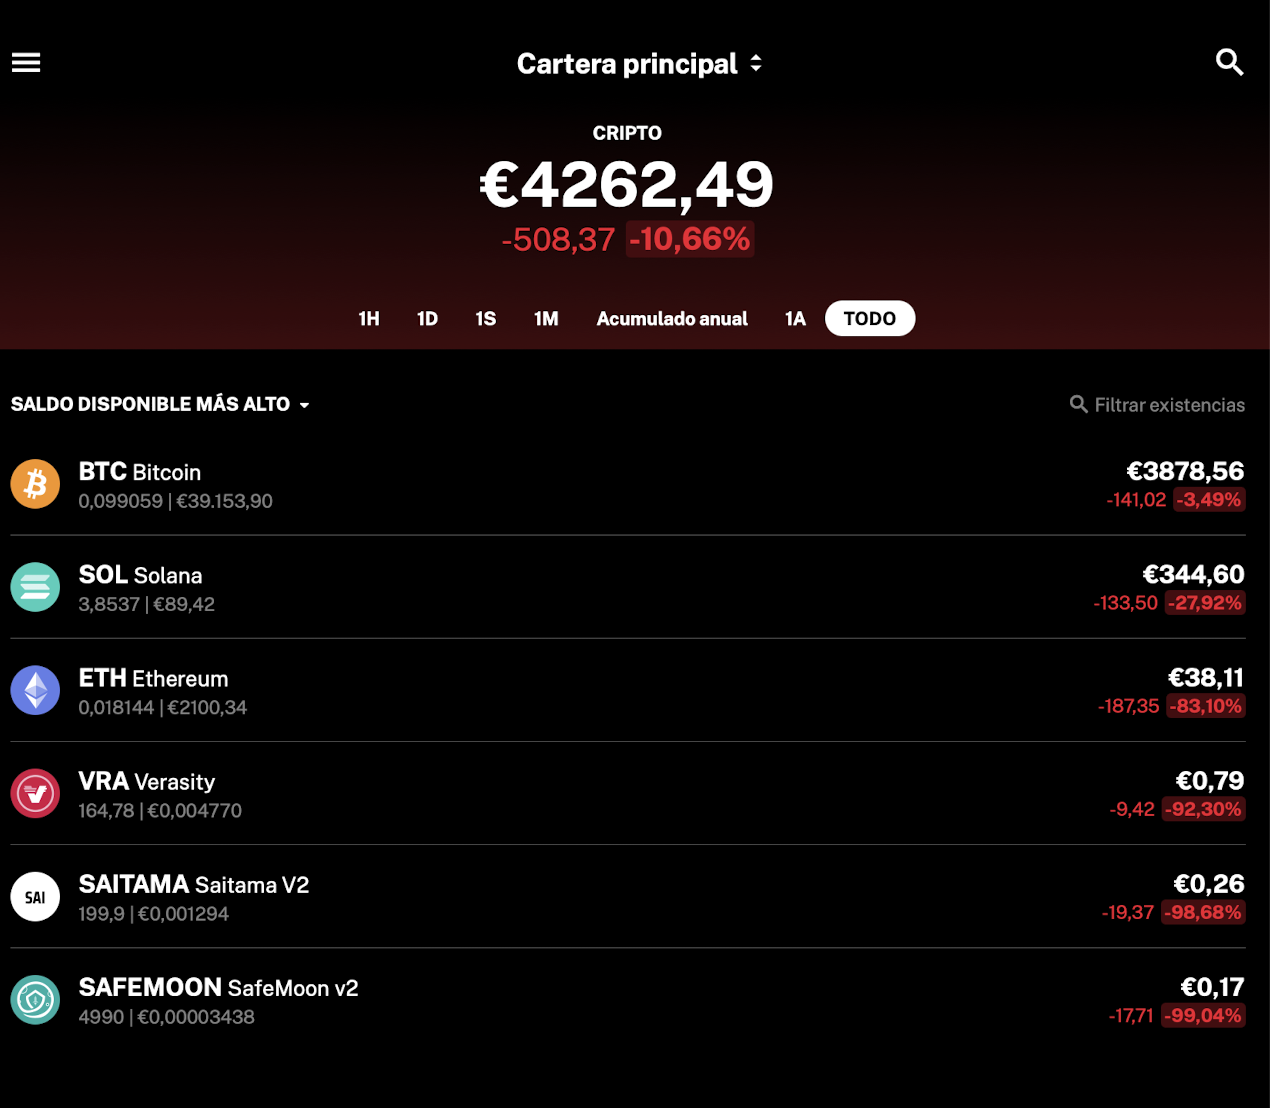 Cartera principal
CRIPTO
€4262,49
-508,37 -10,66%
1H 1D 1S 1M Acumulado anual 1A TODO
SALDO DISPONIBLE MÁS ALTO Filtrar existencias
BTC Bitcoin €3878,56
0,099059 | €39.153,90 -141,02 -3,49%
SOL Solana €344,60
3,8537 | €89,42 -133,50 -27,92%
ETH Ethereum €38,11
0,018144 | €2100,34 -187,35 -83,10%
VRA Verasity €0,79
164,78 | €0,004770 -9,42 -92,30%
SAI SAITAMA Saitama V2 €0,26
199,9 | €0,001294 -19,37 -98,68%
SAFEMOON SafeMoon v2 €0,17
4990 | €0,00003438 -17,71 -99,04%